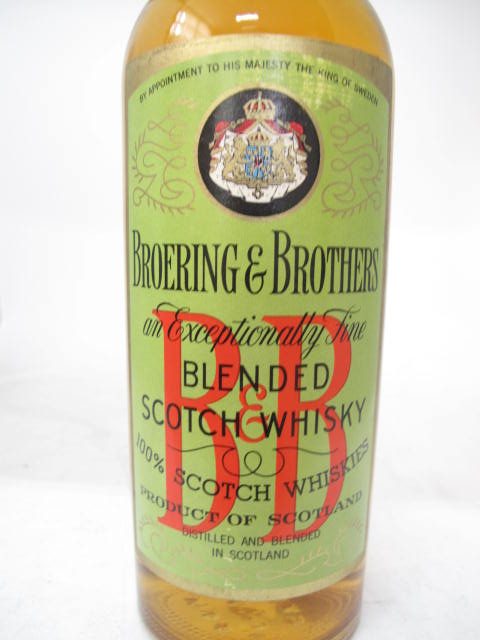 BY APPOINTMENT TO HIS MAJESTY THE KING OF SWEDEN
BROERING & BROTHERS
an Exceptionally Fine
B&B
BLENDED
SCOTCH WHISKY
100% SCOTCH WHISKIES
PRODUCT OF SCOTLAND
DISTILLED AND BLENDED
IN SCOTLAND